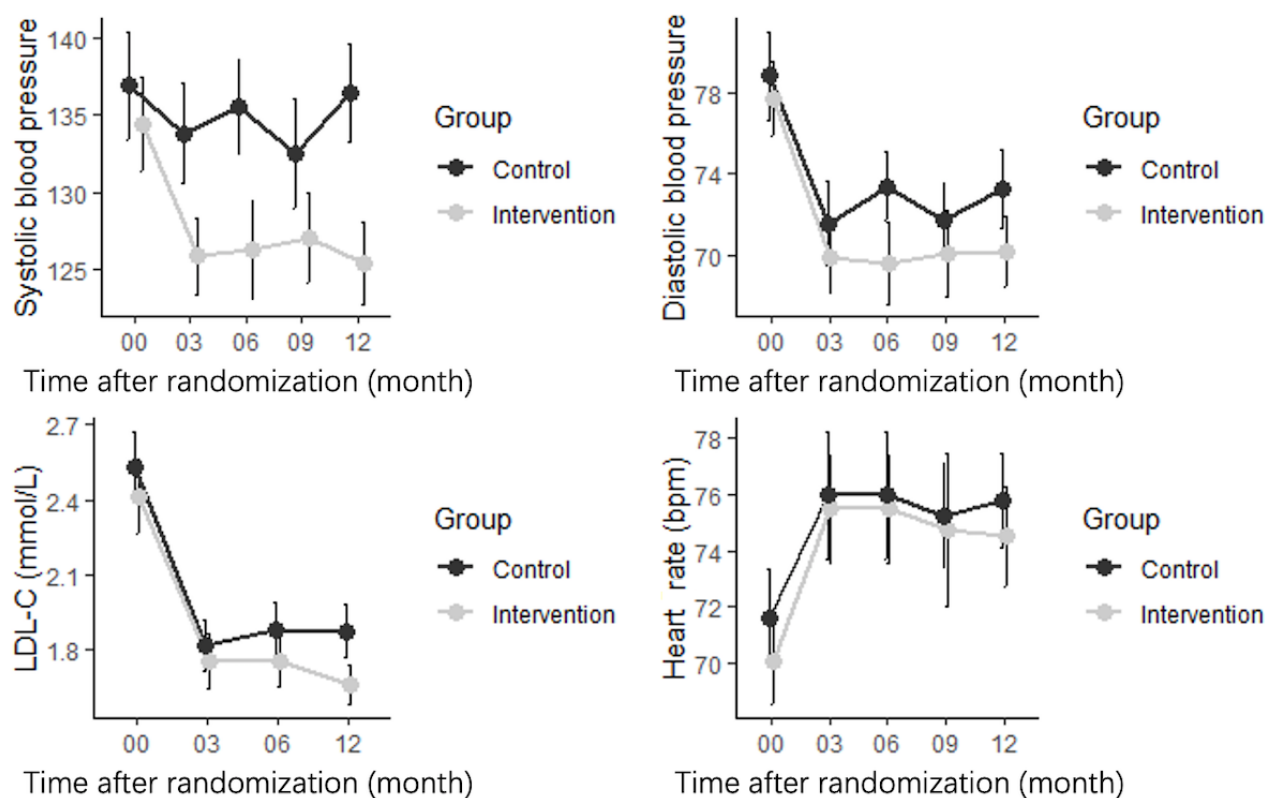 Systolic blood pressure
140
135
130
125
00 03 06 09 12
Time after randomization (month)
Group
Control
Intervention
Diastolic blood pressure
78
74
70
00 03 06 09 12
Time after randomization (month)
Group
Control
Intervention
LDL-C (mmol/L)
2.7
2.4
2.1
1.8
00 03 06 12
Time after randomization (month)
Group
Control
Intervention
Heart rate (bpm)
78
76
74
72
70
00 03 06 09 12
Time after randomization (month)
Group
Control
Intervention